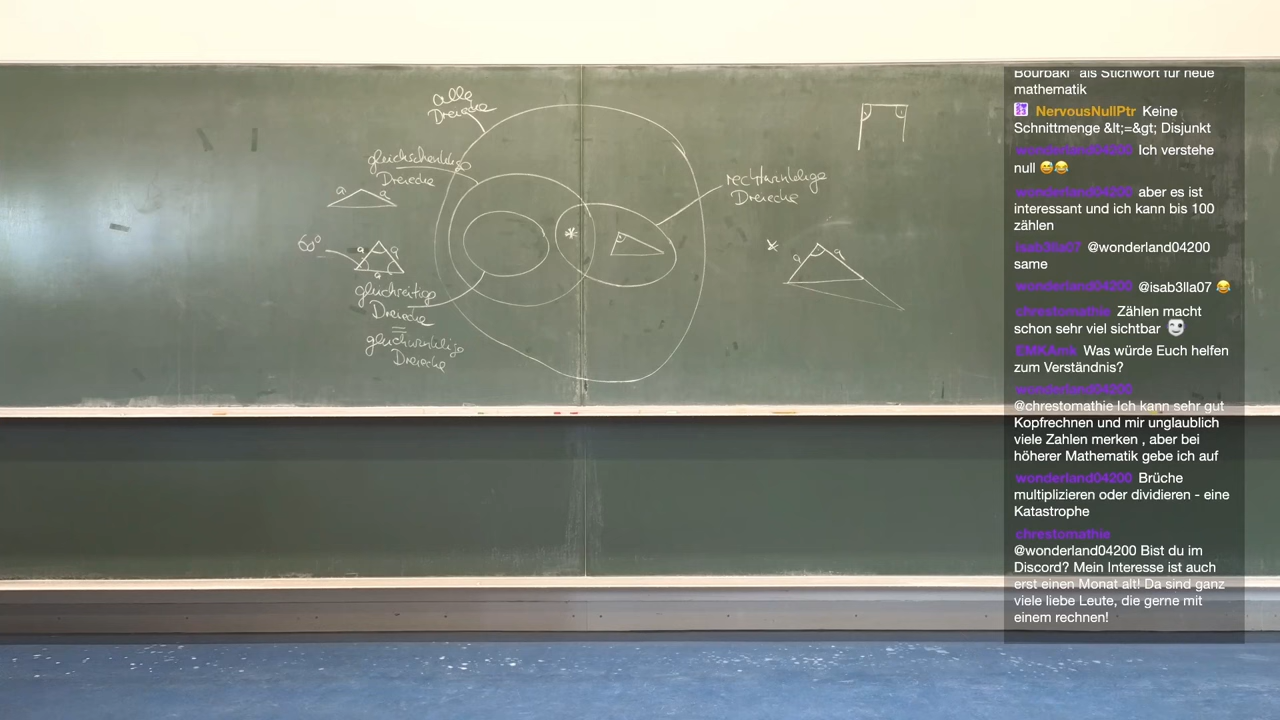 alle
Dreiecke
gleichschenklige
Dreiecke
a a
60°
a a
a
gleichseitige
Dreiecke
=
gleichwinklige
Dreiecke
*
rechtwinklige
Dreiecke
*
a a
Bourbaki" als Stichwort für neue
mathematik
NervousNullPtr Keine
Schnittmenge &lt;=&gt; Disjunkt
wonderland04200 Ich verstehe
null 😅😂
wonderland04200 aber es ist
interessant und ich kann bis 100
zählen
isab3lla07 @wonderland04200
same
wonderland04200 @isab3lla07 😂
chrestomathie Zählen macht
schon sehr viel sichtbar
EMKAmk Was würde Euch helfen
zum Verständnis?
wonderland04200
@chrestomathie Ich kann sehr gut
Kopfrechnen und mir unglaublich
viele Zahlen merken , aber bei
höherer Mathematik gebe ich auf
wonderland04200 Brüche
multiplizieren oder dividieren - eine
Katastrophe
chrestomathie
@wonderland04200 Bist du im
Discord? Mein Interesse ist auch
erst einen Monat alt! Da sind ganz
viele liebe Leute, die gerne mit
einem rechnen!